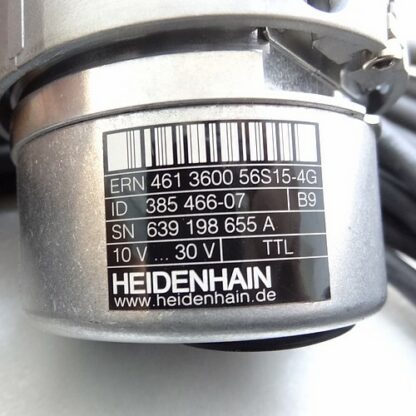 ERN 461 3600 56S15-4G
ID 385 466-07 B9
SN 639 198 655 A
10 V ... 30 V TTL
HEIDENHAIN
www.heidenhain.de